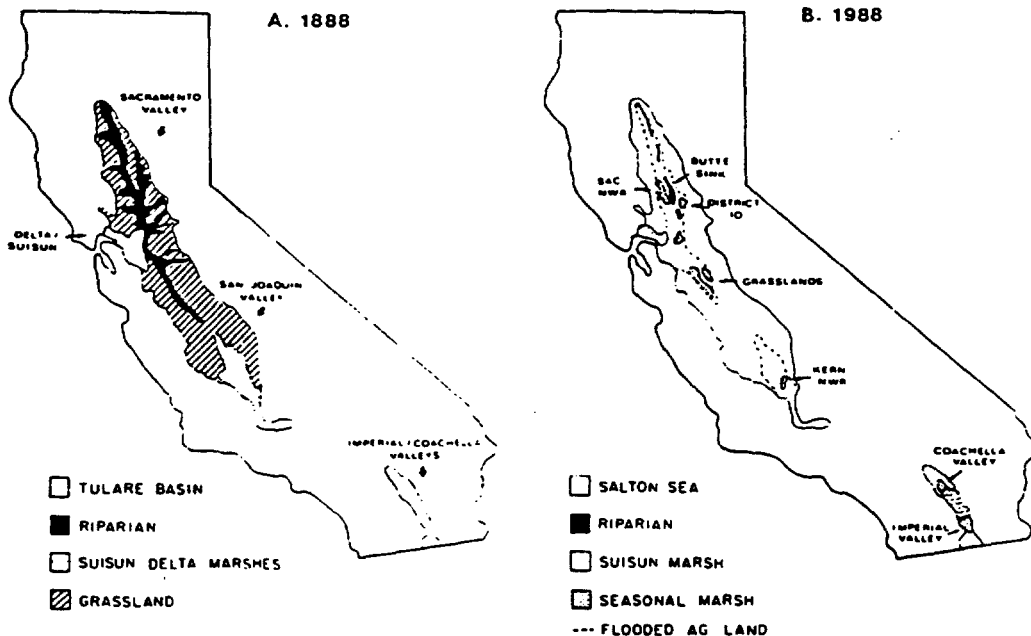 A. 1888
SACRAMENTO
VALLEY
DELTA/
SUISUN
SAN JOAQUIN
VALLEY
IMPERIAL/COACHELLA
VALLEYS
TULARE BASIN
RIPARIAN
SUISUN DELTA MARSHES
GRASSLAND
B. 1988
BUTTE
SINK
SAC
NWR
DISTRICT
10
GRASSLANDS
KERN
NWR
COACHELLA
VALLEY
IMPERIAL
VALLEY
SALTON SEA
RIPARIAN
SUISUN MARSH
SEASONAL MARSH
--- FLOODED AG LAND